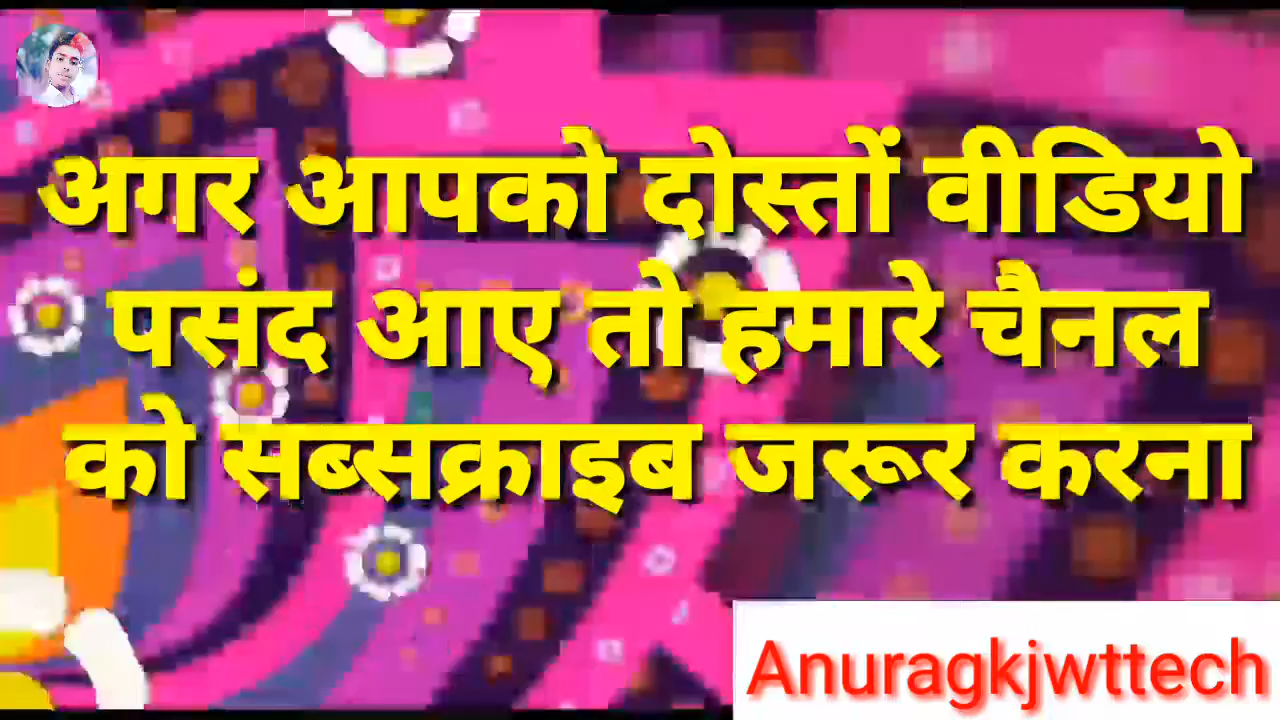 अगर आपको दोस्तों वीडियो
पसंद आए तो हमारे चैनल
को सब्सक्राइब जरूर करना
Anuragkjwttech